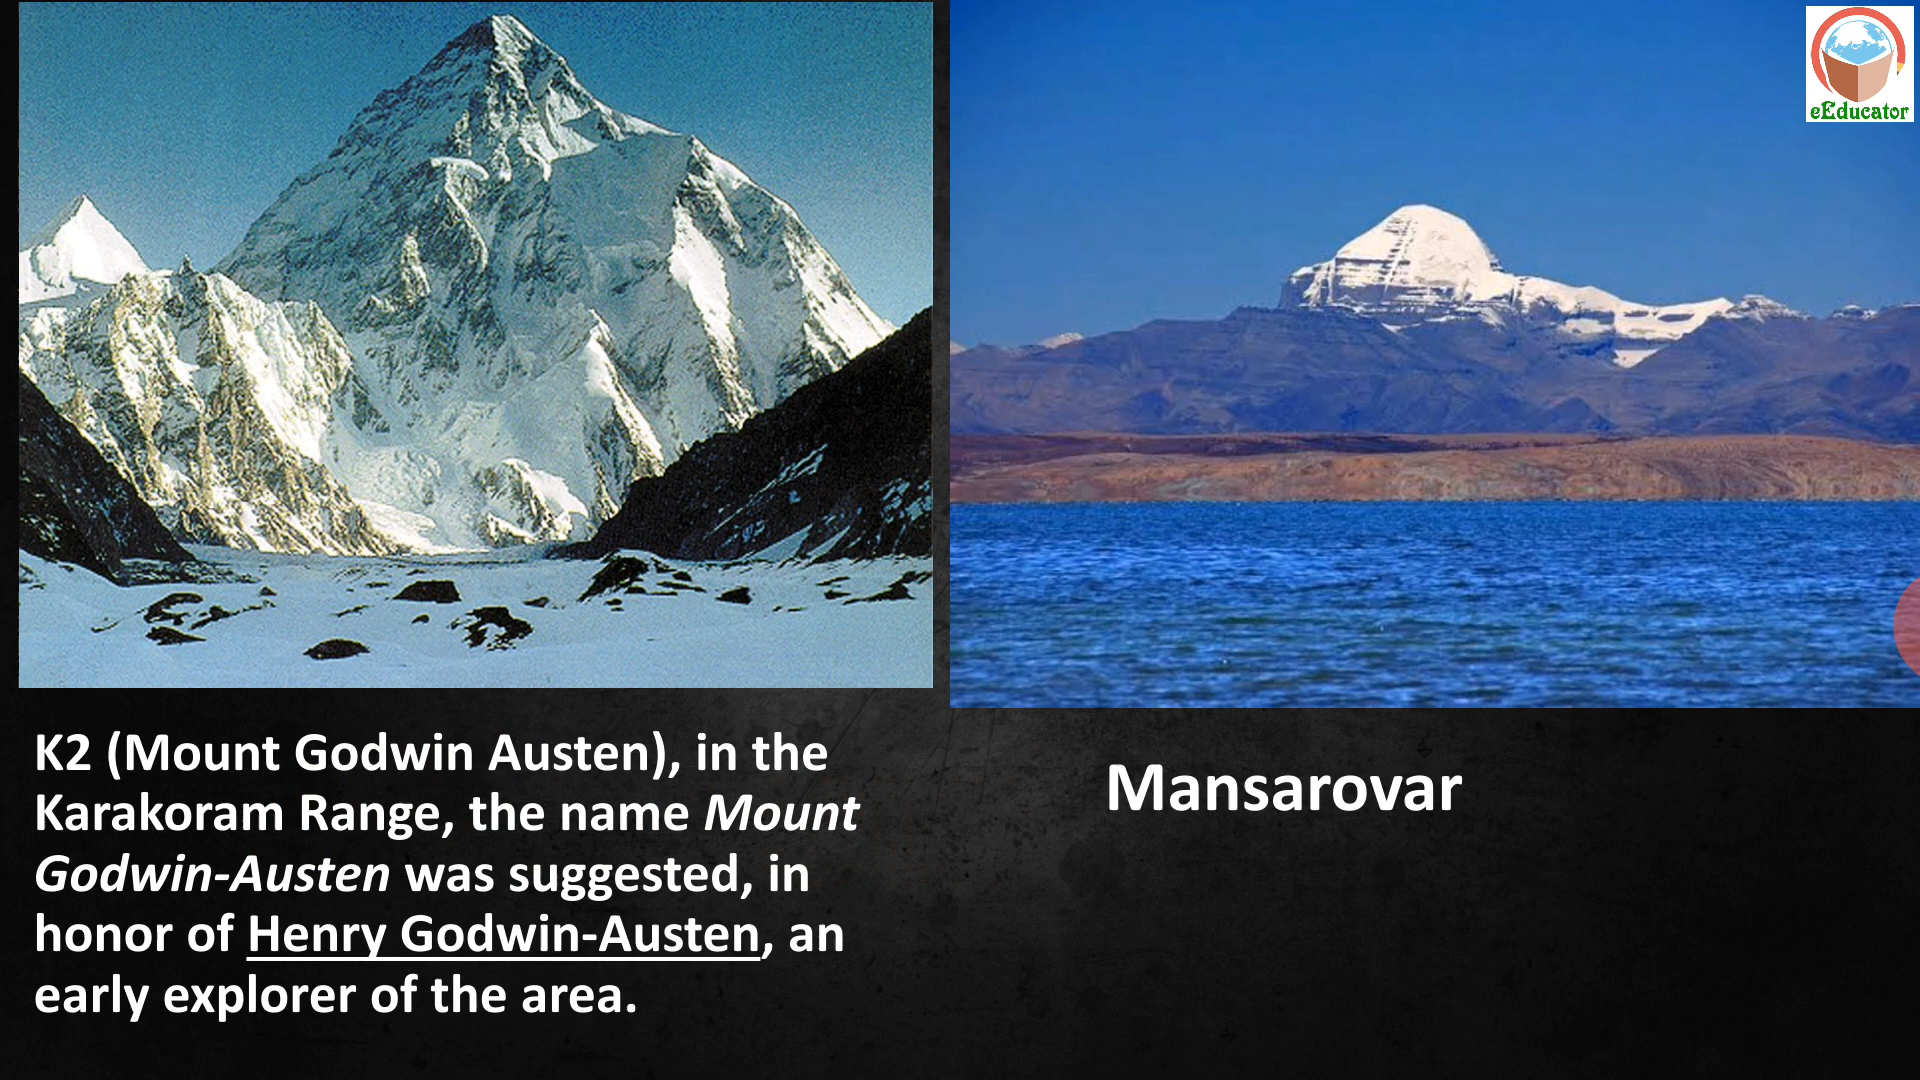 eEducator
K2 (Mount Godwin Austen), in the
Karakoram Range, the name Mount
Godwin-Austen was suggested, in
honor of Henry Godwin-Austen, an
early explorer of the area.
Mansarovar